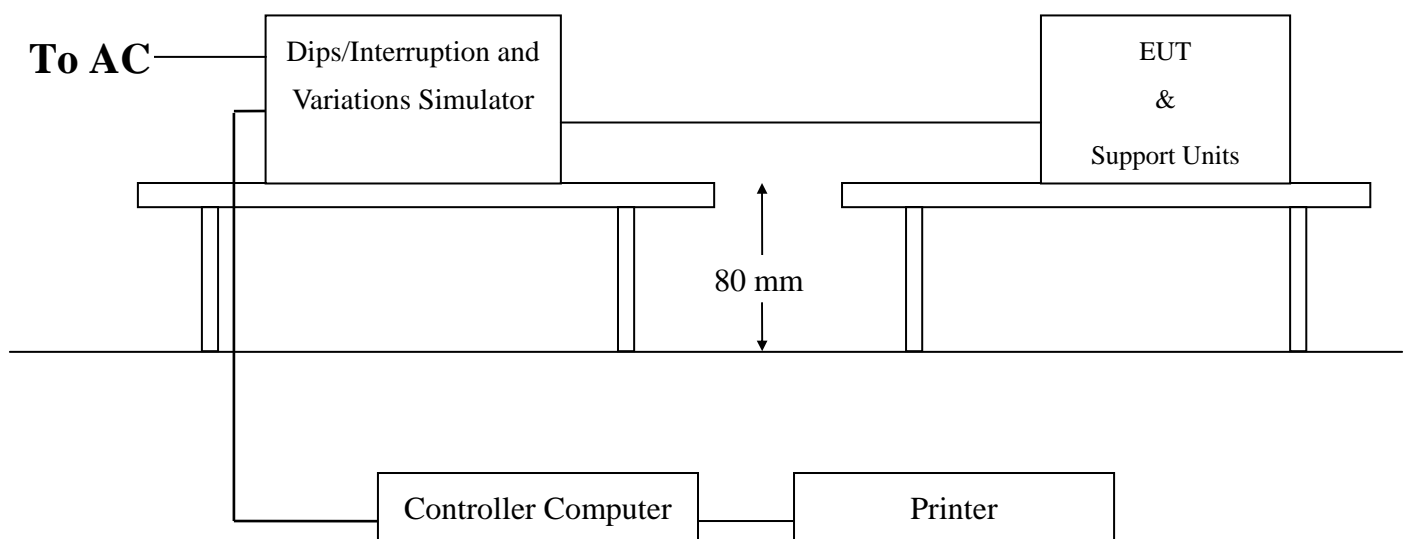 To AC
Dips/Interruption and
Variations Simulator
EUT
&
Support Units
80 mm
Controller Computer
Printer